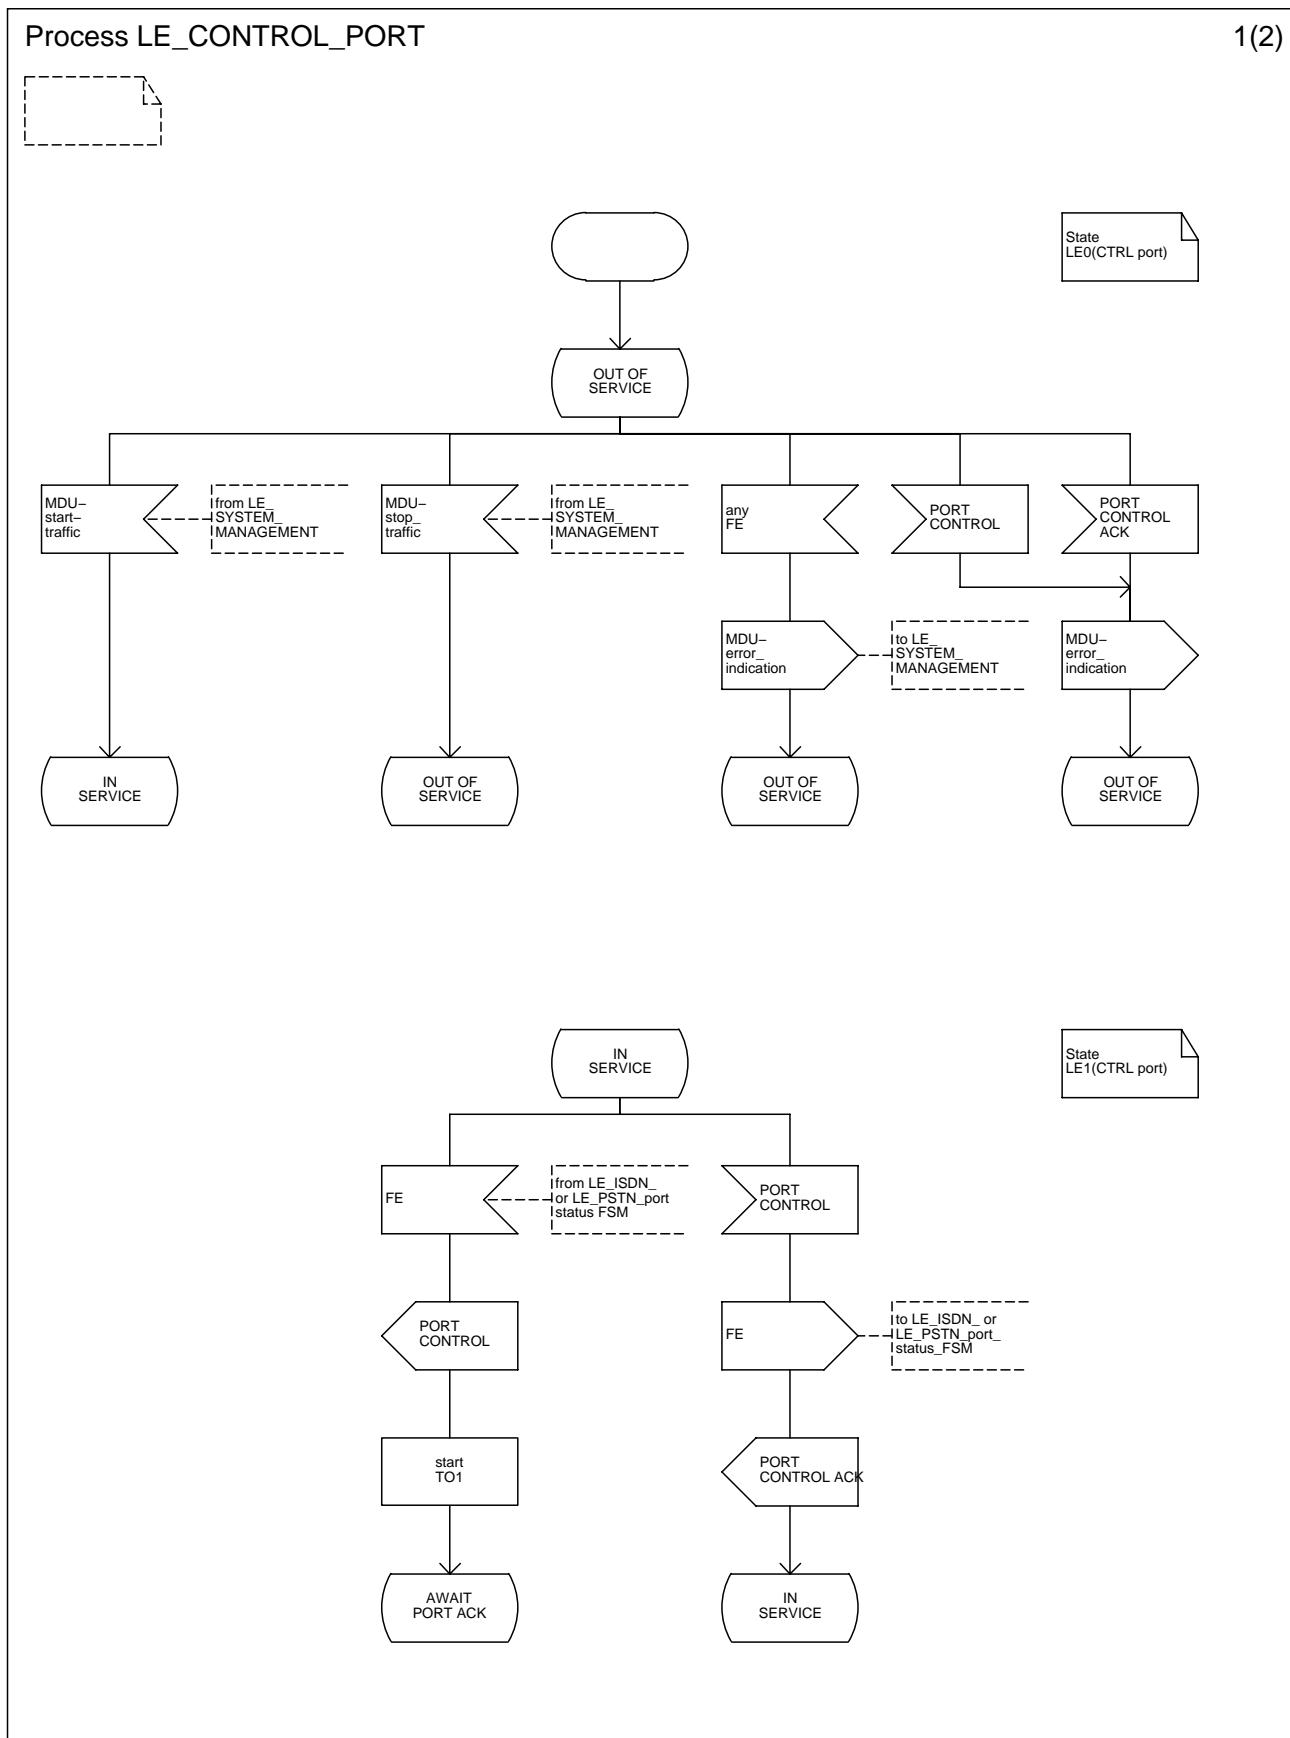 Process LE_CONTROL_PORT
1(2)
State
LE0(CTRL port)
OUT OF
SERVICE
MDU–
start–
traffic
from LE_
SYSTEM_
MANAGEMENT
MDU–
stop_
traffic
from LE_
SYSTEM_
MANAGEMENT
any
FE
PORT
CONTROL
PORT
CONTROL
ACK
MDU–
error_
indication
to LE_
SYSTEM_
MANAGEMENT
MDU–
error_
indication
IN
SERVICE
OUT OF
SERVICE
OUT OF
SERVICE
OUT OF
SERVICE
IN
SERVICE
State
LE1(CTRL port)
FE
from LE_ISDN_
or LE_PSTN_port
status FSM
PORT
CONTROL
PORT
CONTROL
FE
to LE_ISDN_ or
LE_PSTN_port_
status_FSM
start
TO1
PORT
CONTROL ACK
AWAIT
PORT ACK
IN
SERVICE